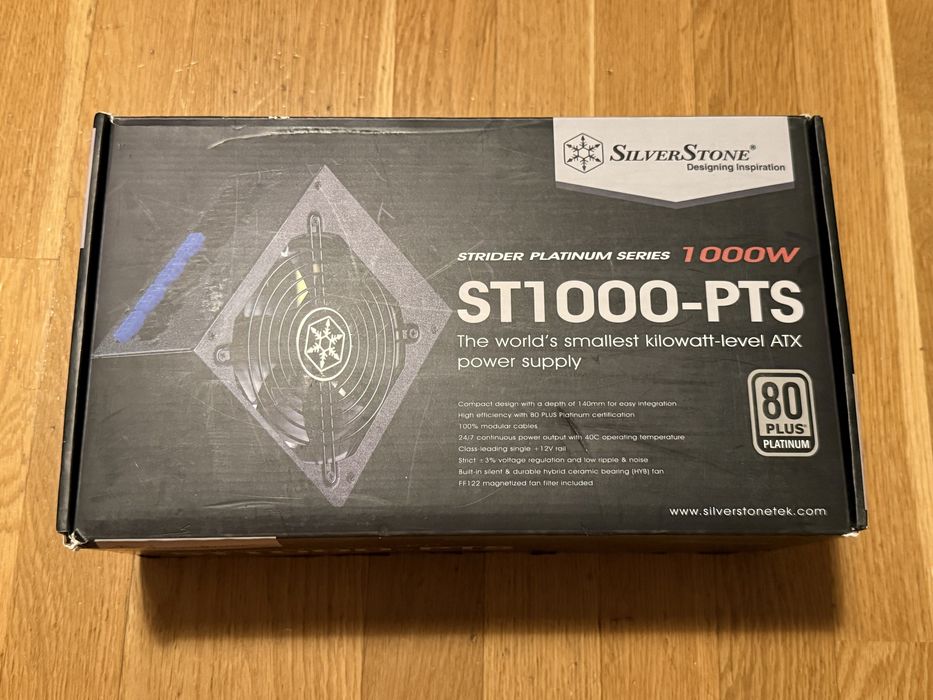 SILVERSTONE®
Designing Inspiration
STRIDER PLATINUM SERIES 1000W
ST1000-PTS
The world's smallest kilowatt-level ATX
power supply
Compact design with a depth of 140mm for easy integration
High efficiency with 80 PLUS Platinum certification
100% modular cables
24/7 continuous power output with 40C operating temperature
Class-leading single +12V rail
Strict ±3% voltage regulation and low ripple & noise
Built-in silent & durable hybrid ceramic bearing (HYB) fan
FF122 magnetized fan filter included
80
PLUS®
PLATINUM
www.silverstonetek.com